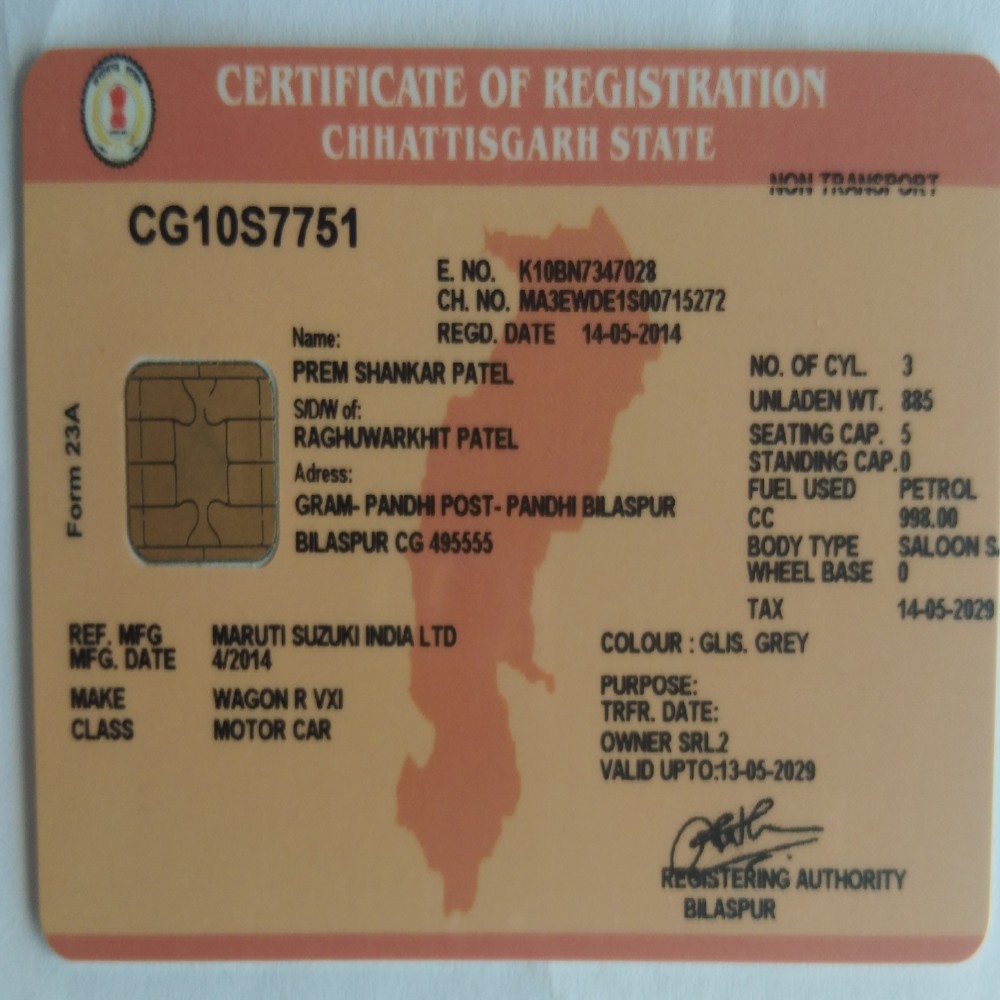 CERTIFICATE OF REGISTRATION
CHHATTISGARH STATE
NON TRANSPORT
CG10S7751
E. NO. K10BN7347028
CH. NO. MA3EWDE1S00715272
REGD. DATE 14-05-2014
Name:
PREM SHANKAR PATEL
S/D/W of:
RAGHUWARKHIT PATEL
Adress:
GRAM- PANDHI POST- PANDHI BILASPUR
BILASPUR CG 495555
Form 23A
NO. OF CYL. 3
UNLADEN WT. 885
SEATING CAP. 5
STANDING CAP.0
FUEL USED PETROL
CC 998.00
BODY TYPE SALOON
WHEEL BASE 0
TAX 14-05-2029
REF. MFG MARUTI SUZUKI INDIA LTD
MFG. DATE 4/2014
MAKE WAGON R VXI
CLASS MOTOR CAR
COLOUR : GLIS. GREY
PURPOSE:
TRFR. DATE:
OWNER SRL2
VALID UPTO:13-05-2029
REGISTERING AUTHORITY
BILASPUR